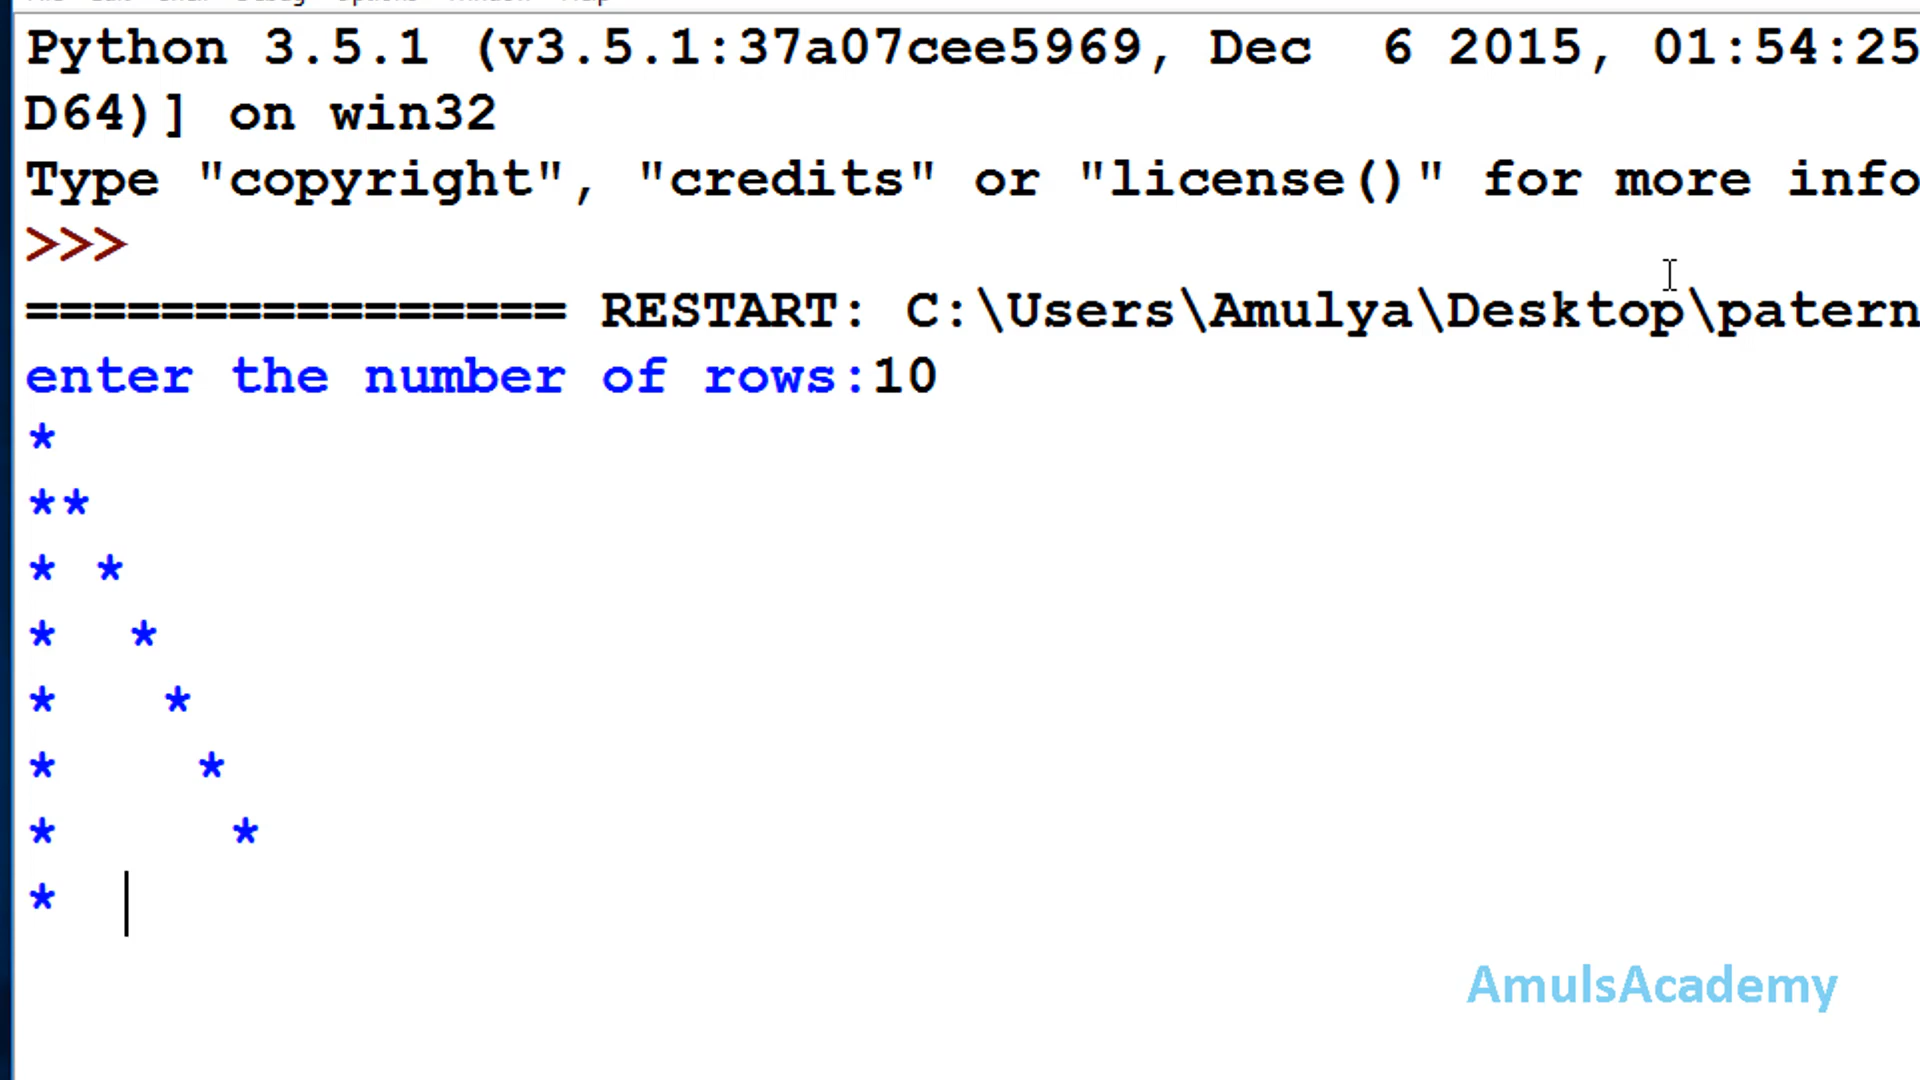 Python 3.5.1 (v3.5.1:37a07cee5969, Dec  6 2015, 01:54:25
D64)] on win32
Type "copyright", "credits" or "license()" for more info
>>>
================ RESTART: C:\Users\Amulya\Desktop\patern
enter the number of rows:10
*
**
* *
*  *
*   *
*    *
*     *
*
AmulsAcademy